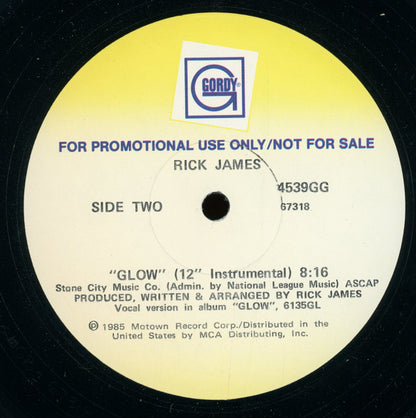 GORDY®
FOR PROMOTIONAL USE ONLY/NOT FOR SALE
RICK JAMES
4539GG
SIDE TWO
67318
"GLOW" (12" Instrumental) 8:16
Stone City Music Co. (Admin. by National League Music) ASCAP
PRODUCED, WRITTEN & ARRANGED BY RICK JAMES
Vocal version in album "GLOW", 6135GL
℗ 1985 Motown Record Corp./Distributed in the
United States by MCA Distributing, Inc.